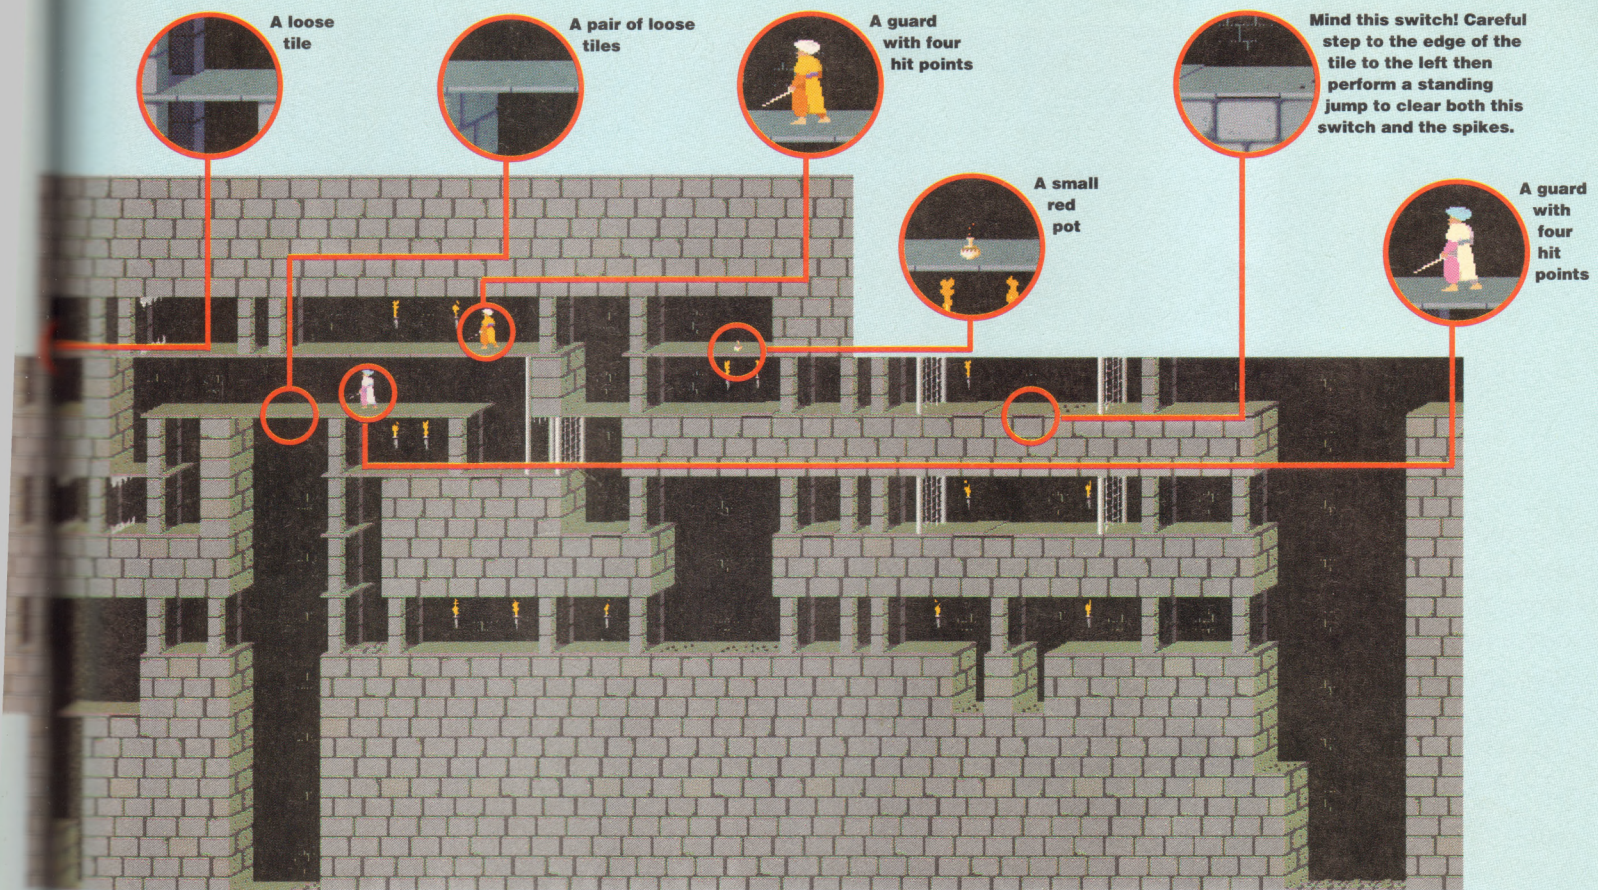 A loose
tile
A pair of loose
tiles
A guard
with four
hit points
Mind this switch! Careful
step to the edge of the
tile to the left then
perform a standing
jump to clear both this
switch and the spikes.
A small
red
pot
A guard
with
four
hit
points